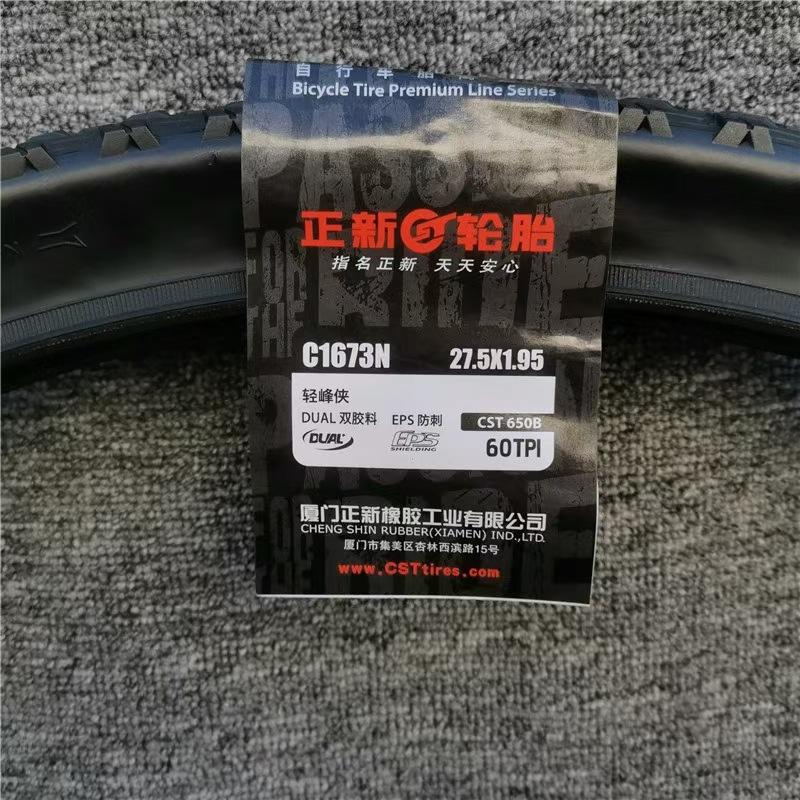 自行车胎
Bicycle Tire Premium Line Series
PASSION
FOR
THE
RIDE
正新轮胎
指名正新 天天安心
C1673N 27.5X1.95
轻峰侠
DUAL 双胶料 EPS 防刺 CST 650B
DUAL EPS SHIELDING 60TPI
厦门正新橡胶工业有限公司
CHENG SHIN RUBBER(XIAMEN) IND.,LTD.
厦门市集美区杏林西滨路15号
www.CSTtires.com